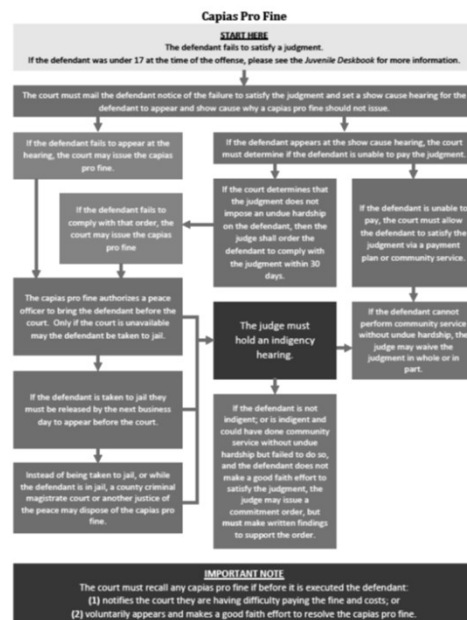 Capias Pro Fine
START HERE
The defendant fails to satisfy a judgment.
If the defendant was under 17 at the time of the offense, please see the Juvenile Deskbook for more information.
The court must mail the defendant notice of the failure to satisfy the judgment and set a show cause hearing for the
defendant to appear and show cause why a capias pro fine should not issue.
If the defendant fails to
appear at the
hearing, the court may issue the capias
pro fine.
If the defendant appears at the show cause hearing, the court
must determine if the defendant is unable to pay the judgment.
If the defendant fails to
comply with that order, the
court may issue the capias
pro fine
If the court determines that
the judgment does not
impose an undue hardship
on the defendant, then the
judge shall order the
defendant to comply with
the judgment within 30
days.
If the defendant is unable to
pay, the court must allow
the defendant to satisfy the
judgment via a payment
plan or community service.
The capias pro fine authorizes a peace
officer to bring the defendant before the
court. Only if the court is unavailable
may the defendant be taken to jail.
The judge must
hold an indigency
hearing.
If the defendant cannot
perform community service
without undue hardship, the
judge may waive the
judgment in whole or in
part.
If the defendant is taken to jail they
must be released by the next business
day to appear before the court.
If the defendant is not
indigent; or is indigent and
could have done community
service without undue
hardship but failed to do so,
and the defendant does not
make a good faith effort to
satisfy the judgment, the
judge may issue a
commitment order, but
must make written findings
to support the order.
Instead of being taken to jail, or while
the defendant is in jail, a county criminal
magistrate court or another justice of
the peace may dispose of the capias pro
fine.
IMPORTANT NOTE
The court must recall any capias pro fine if before it is executed the defendant:
(1) notifies the court they are having difficulty paying the fine and costs; or
(2) voluntarily appears and makes a good faith effort to resolve the capias pro fine.